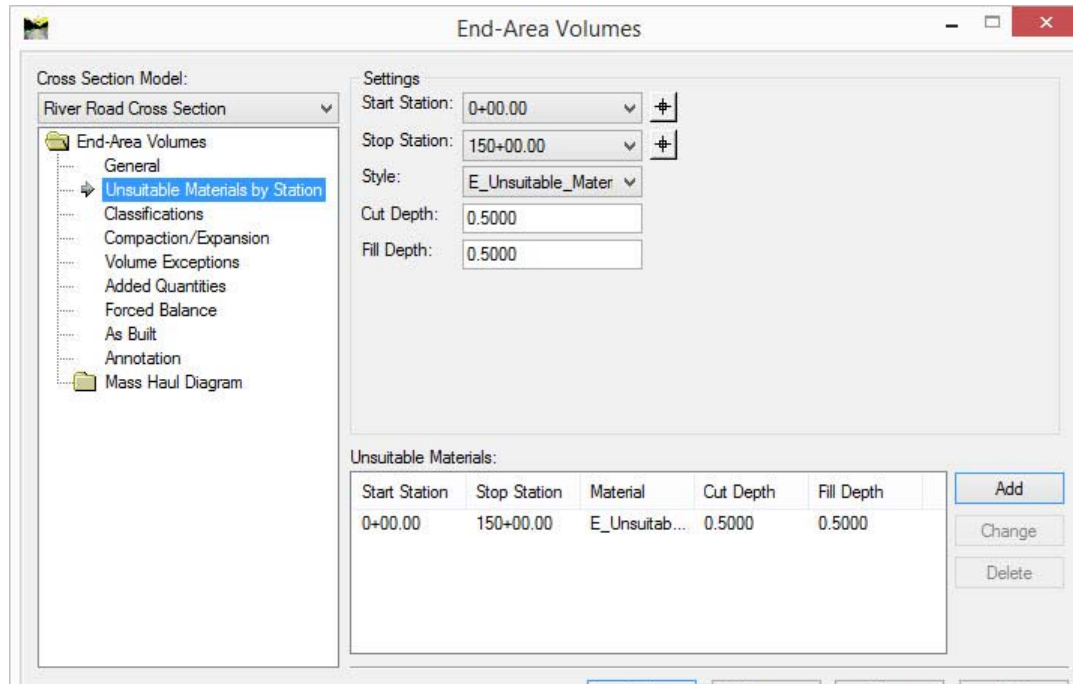 End-Area Volumes
Cross Section Model:
River Road Cross Section
End-Area Volumes
General
Unsuitable Materials by Station
Classifications
Compaction/Expansion
Volume Exceptions
Added Quantities
Forced Balance
As Built
Annotation
Mass Haul Diagram
Settings
Start Station: 0+00.00
Stop Station: 150+00.00
Style: E_Unsuitable_Mater
Cut Depth: 0.5000
Fill Depth: 0.5000
Unsuitable Materials:
Start Station Stop Station Material Cut Depth Fill Depth
0+00.00 150+00.00 E_Unsuitab... 0.5000 0.5000
Add
Change
Delete